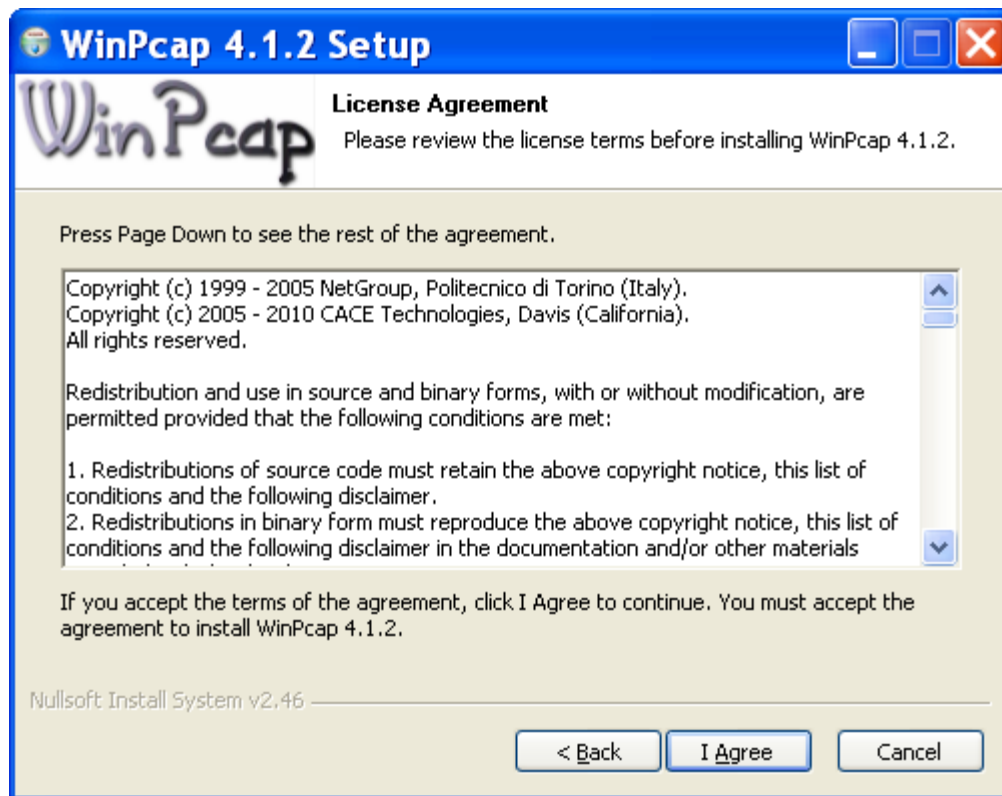 WinPcap 4.1.2 Setup
WinPcap
License Agreement
Please review the license terms before installing WinPcap 4.1.2.
Press Page Down to see the rest of the agreement.
Copyright (c) 1999 - 2005 NetGroup, Politecnico di Torino (Italy).
Copyright (c) 2005 - 2010 CACE Technologies, Davis (California).
All rights reserved.
Redistribution and use in source and binary forms, with or without modification, are
permitted provided that the following conditions are met:
1. Redistributions of source code must retain the above copyright notice, this list of
conditions and the following disclaimer.
2. Redistributions in binary form must reproduce the above copyright notice, this list of
conditions and the following disclaimer in the documentation and/or other materials
If you accept the terms of the agreement, click I Agree to continue. You must accept the
agreement to install WinPcap 4.1.2.
Nullsoft Install System v2.46
< Back
I Agree
Cancel